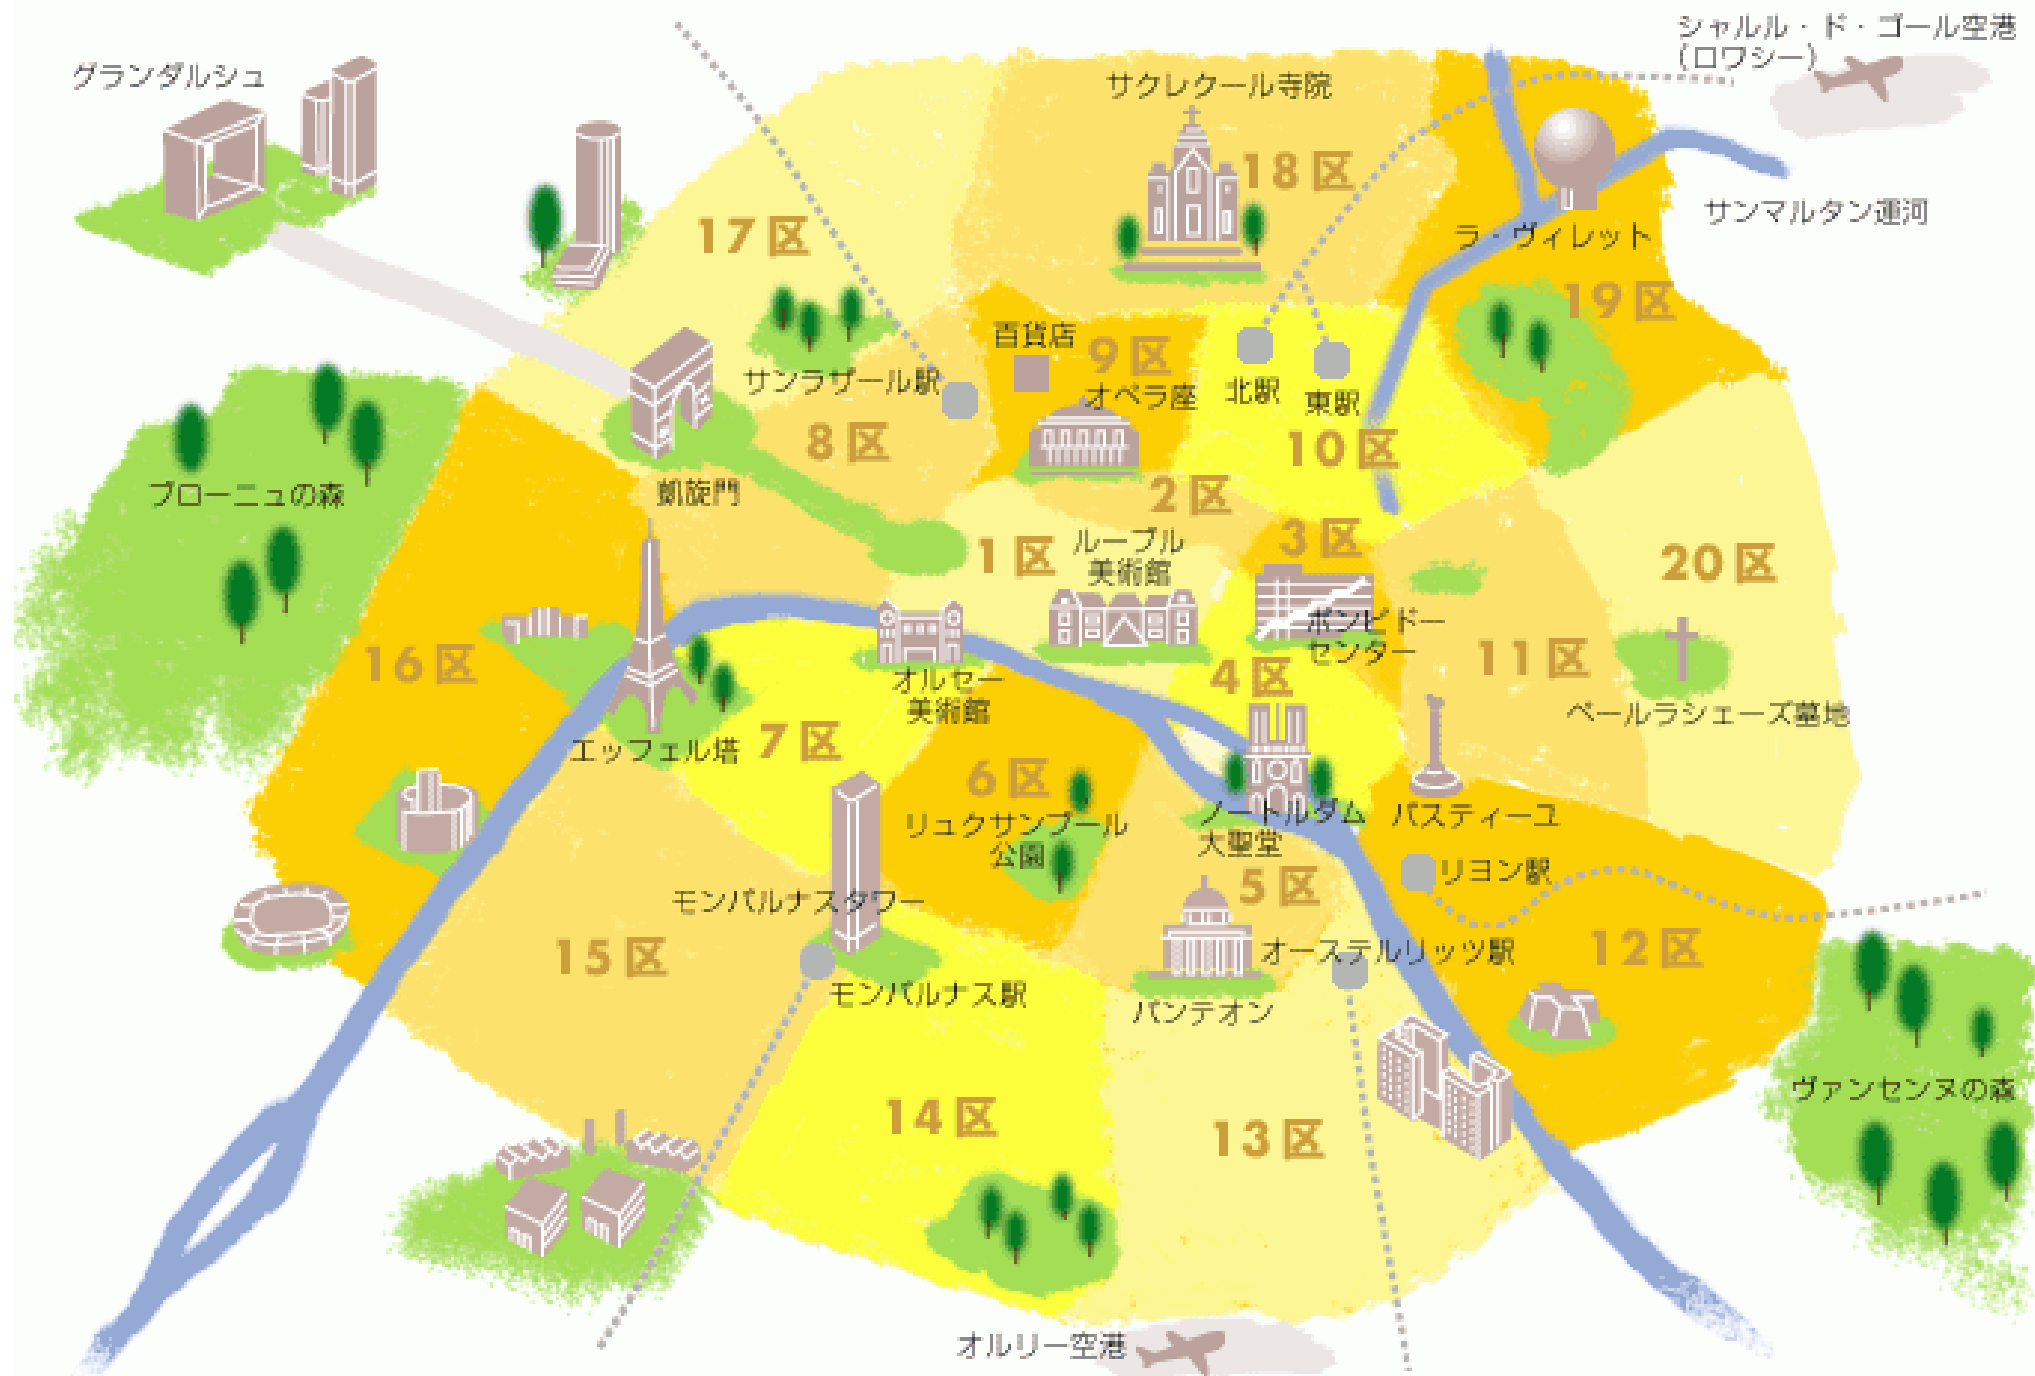 シャルル・ド・ゴール空港
(ロワシー)
グランダルシュ
サクレクール寺院
18区
サンマルタン運河
17区
ラ・ヴィレット
19区
百貨店
9区
サンラザール駅
オペラ座
北駅
東駅
8区
10区
凱旋門
ブローニュの森
2区
3区
1区
ルーブル
美術館
20区
ポンピドー
センター
16区
11区
4区
オルセー
美術館
ペールラシェーズ墓地
エッフェル塔
7区
6区
リュクサンブール
公園
ノートルダム
大聖堂
バスティーユ
リヨン駅
5区
モンパルナスタワー
15区
オーステルリッツ駅
12区
モンパルナス駅
パンテオン
ヴァンセンヌの森
14区
13区
オルリー空港